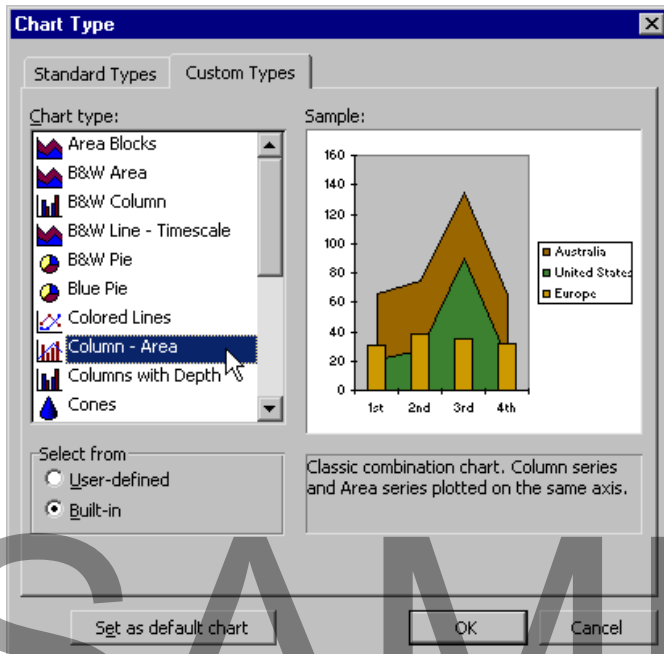 Chart Type
Standard Types
Custom Types
Chart type:
Area Blocks
B&W Area
B&W Column
B&W Line - Timescale
B&W Pie
Blue Pie
Colored Lines
Column - Area
Columns with Depth
Cones
Sample:
160
140
120
100
80
60
40
20
0
1st 2nd 3rd 4th
Australia
United States
Europe
Select from
User-defined
Built-in
Classic combination chart. Column series
and Area series plotted on the same axis.
Set as default chart
OK
Cancel